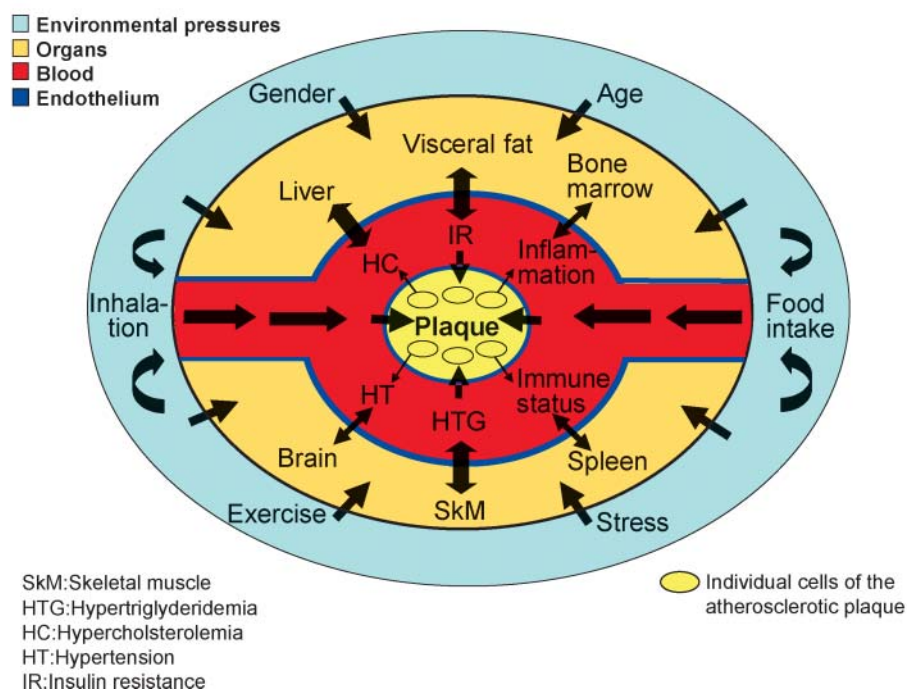 Environmental pressures
Organs
Blood
Endothelium
Gender
Age
Visceral fat
Bone
marrow
Liver
IR
HC
Inflam-
mation
Inhala-
tion
Plaque
Food
intake
HT
HTG
Immune
status
Brain
Spleen
SkM
Exercise
Stress
SkM:Skeletal muscle
HTG:Hypertriglyderidemia
HC:Hypercholsterolemia
HT:Hypertension
IR:Insulin resistance
Individual cells of the
atherosclerotic plaque